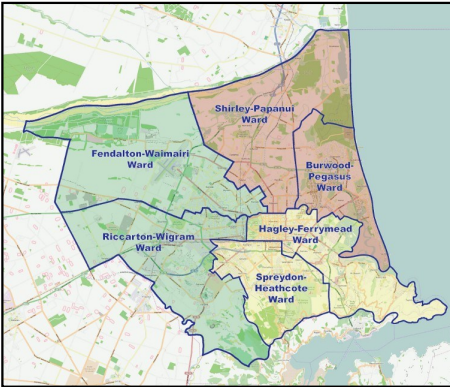 Shirley-Papanui
Ward
Fendalton-Waimairi
Ward
Burwood-
Pegasus
Ward
Riccarton-Wigram
Ward
Hagley-Ferrymead
Ward
Spreydon-
Heathcote
Ward